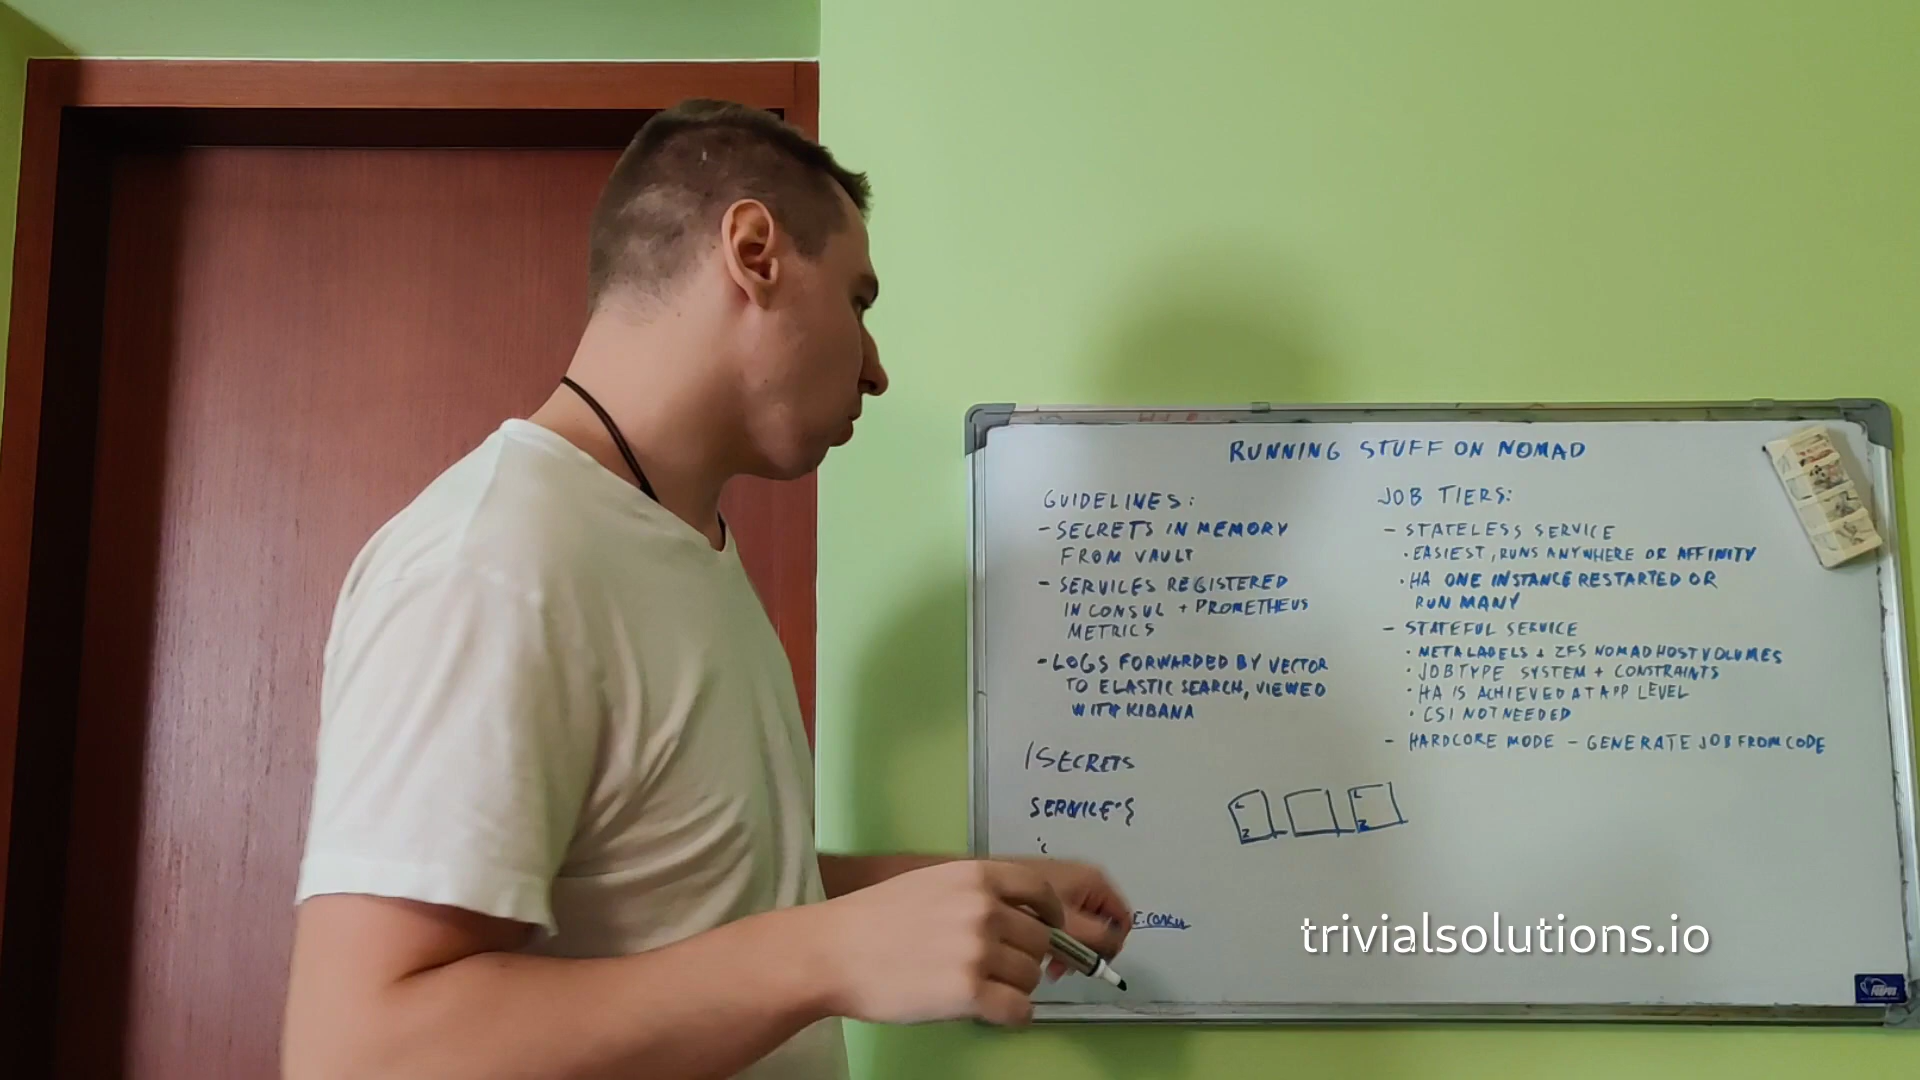 RUNNING STUFF ON NOMAD
GUIDELINES:
- SECRETS IN MEMORY
FROM VAULT
- SERVICES REGISTERED
IN CONSUL + PROMETHEUS
METRICS
- LOGS FORWARDED BY VECTOR
TO ELASTIC SEARCH, VIEWED
WITH KIBANA
/SECRETS
SERVICE {
JOB TIERS:
- STATELESS SERVICE
· EASIEST, RUNS ANYWHERE OR AFFINITY
· HA ONE INSTANCE RESTARTED OR
RUN MANY
- STATEFUL SERVICE
· META LABELS + ZFS NOMAD HOST VOLUMES
· JOB TYPE SYSTEM + CONSTRAINTS
· HA IS ACHIEVED AT APP LEVEL
· CSI NOT NEEDED
- HARDCORE MODE - GENERATE JOB FROM CODE
trivialsolutions.io